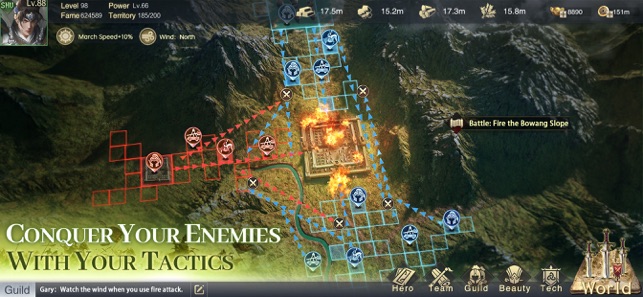 SHU
Lv.88
Level 98
Power Lv.66
Fame624589
Territory 185/200
17.5m
15.2m
17.3m
15.8m
8890
151m
March Speed+10%
Wind: North
Battle: Fire the Bowang Slope
CONQUER YOUR ENEMIES
WITH YOUR TACTICS
Hero
Team
Guild
Beauty
Tech
World
Guild
Gary: Watch the wind when you use fire attack.